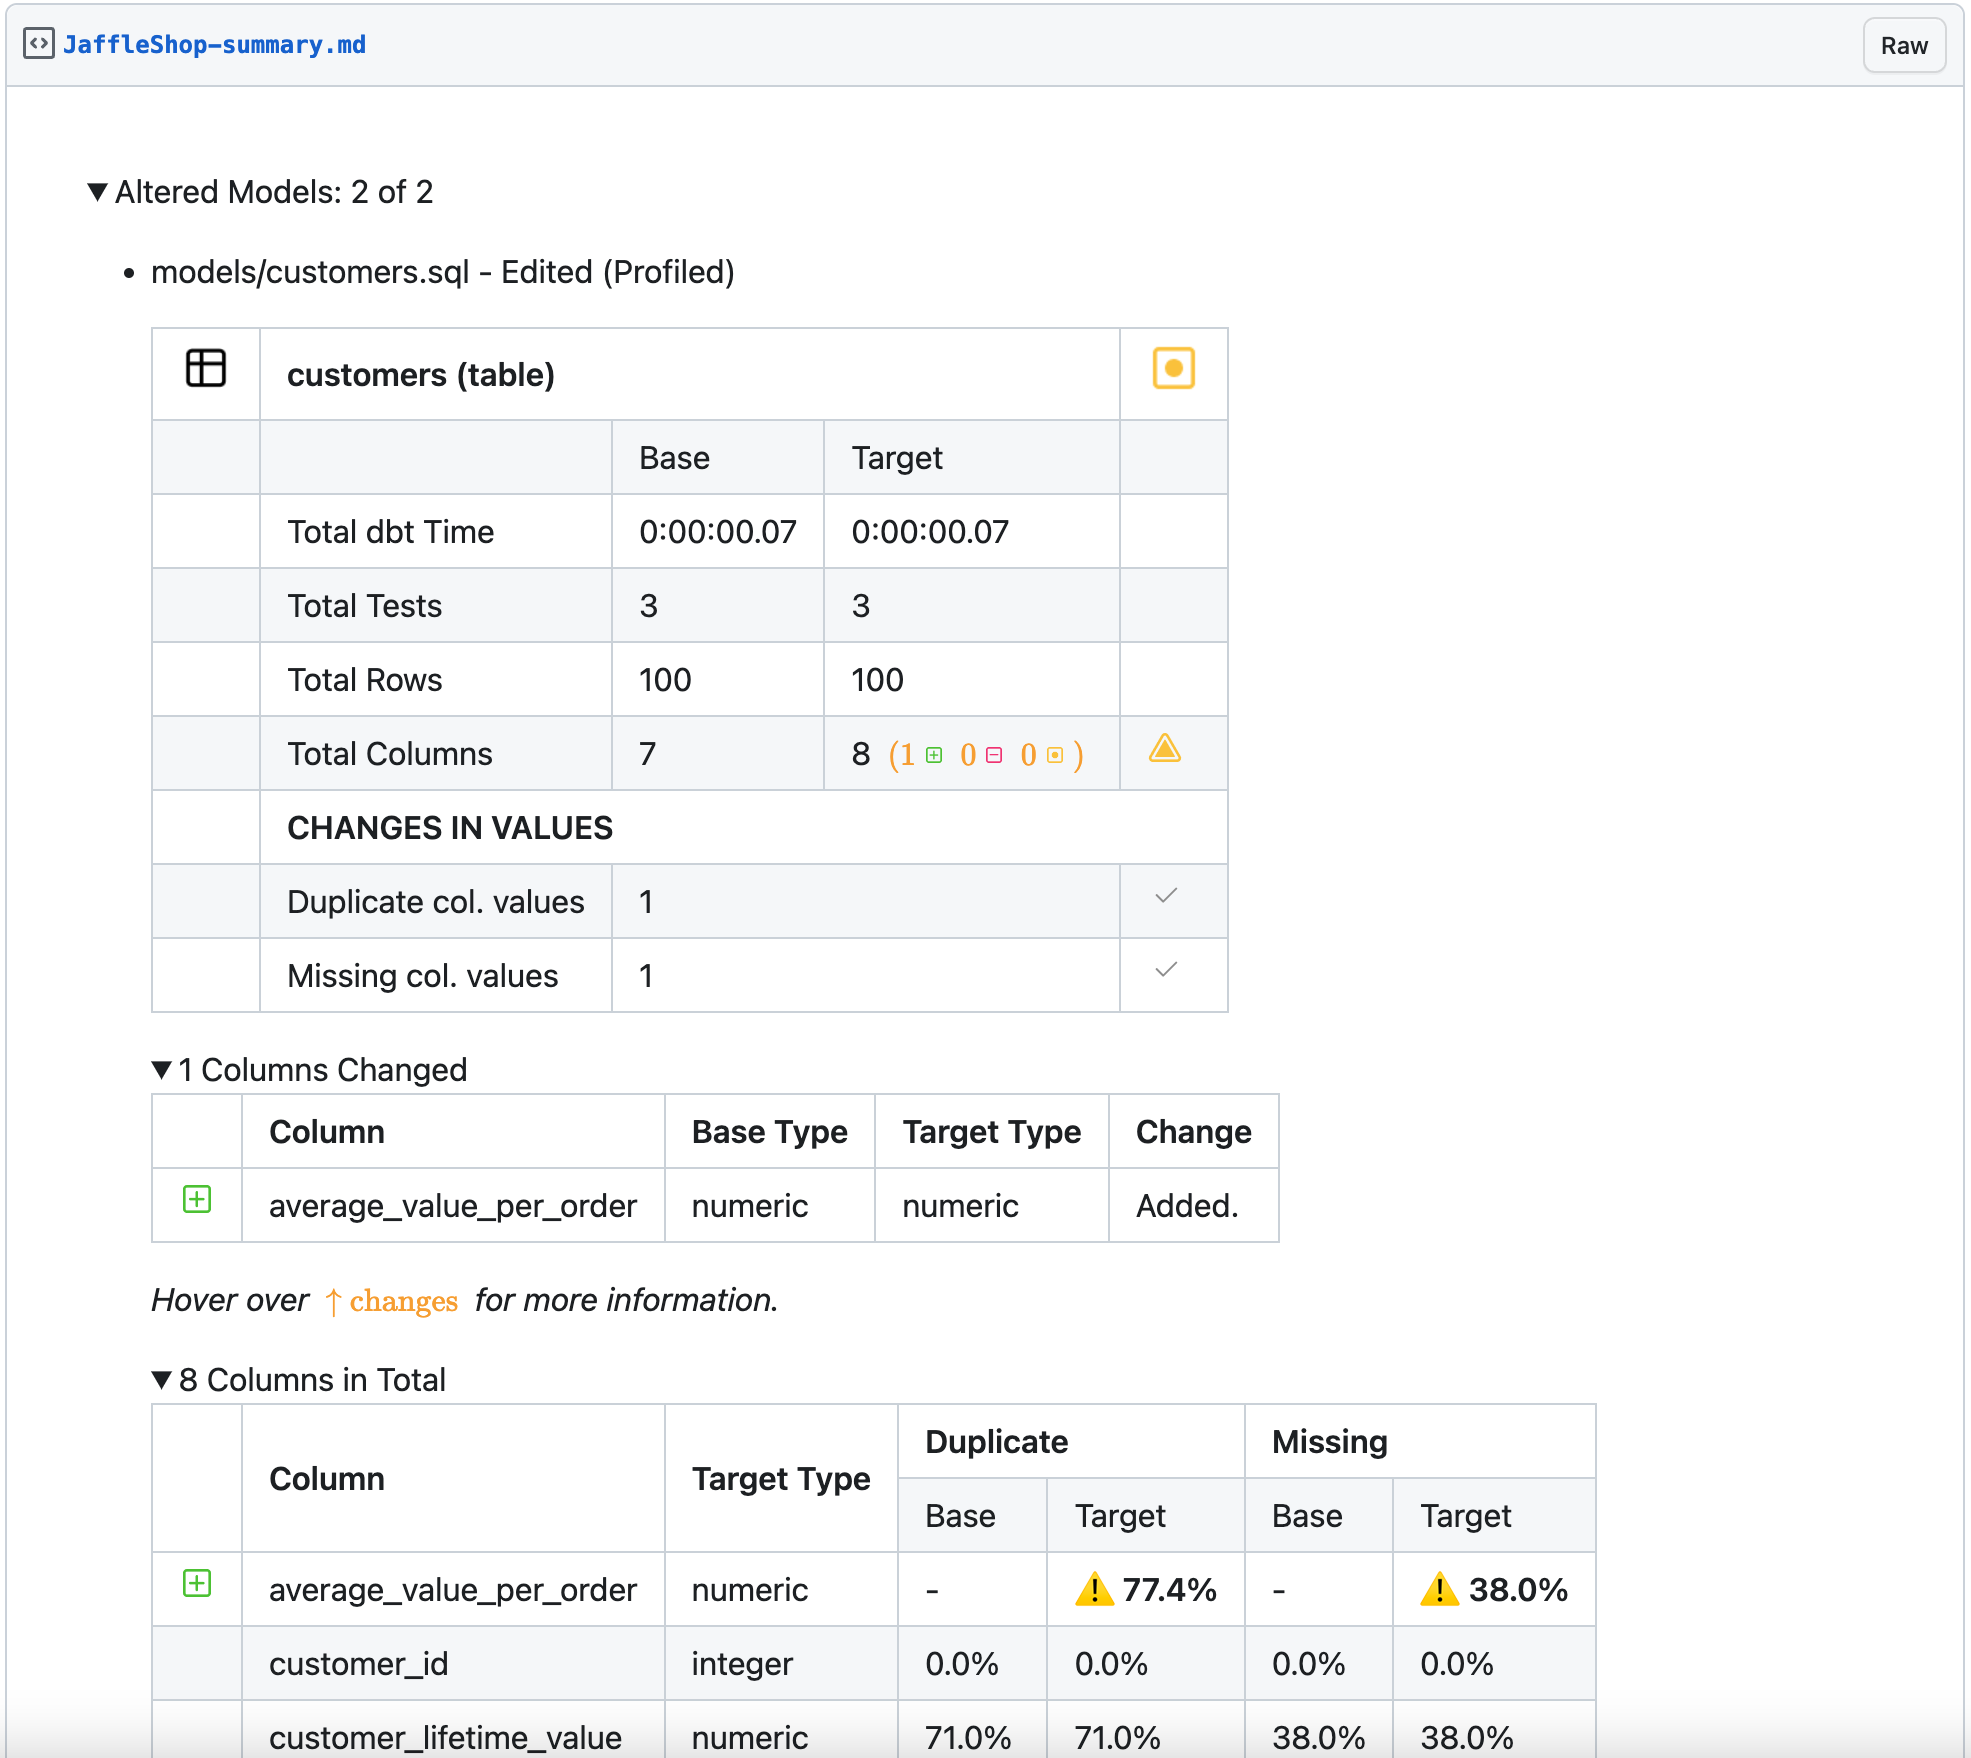 JaffleShop-summary.md
Raw
▼ Altered Models: 2 of 2
• models/customers.sql - Edited (Profiled)
customers (table)
Base Target
Total dbt Time 0:00:00.07 0:00:00.07
Total Tests 3 3
Total Rows 100 100
Total Columns 7 8 (1 0 0 )
CHANGES IN VALUES
Duplicate col. values 1
Missing col. values 1
▼ 1 Columns Changed
Column Base Type Target Type Change
average_value_per_order numeric numeric Added.
Hover over ↑ changes for more information.
▼ 8 Columns in Total
Column Target Type Duplicate Missing
Base Target Base Target
average_value_per_order numeric - ⚠️ 77.4% - ⚠️ 38.0%
customer_id integer 0.0% 0.0% 0.0% 0.0%
customer_lifetime_value numeric 71.0% 71.0% 38.0% 38.0%